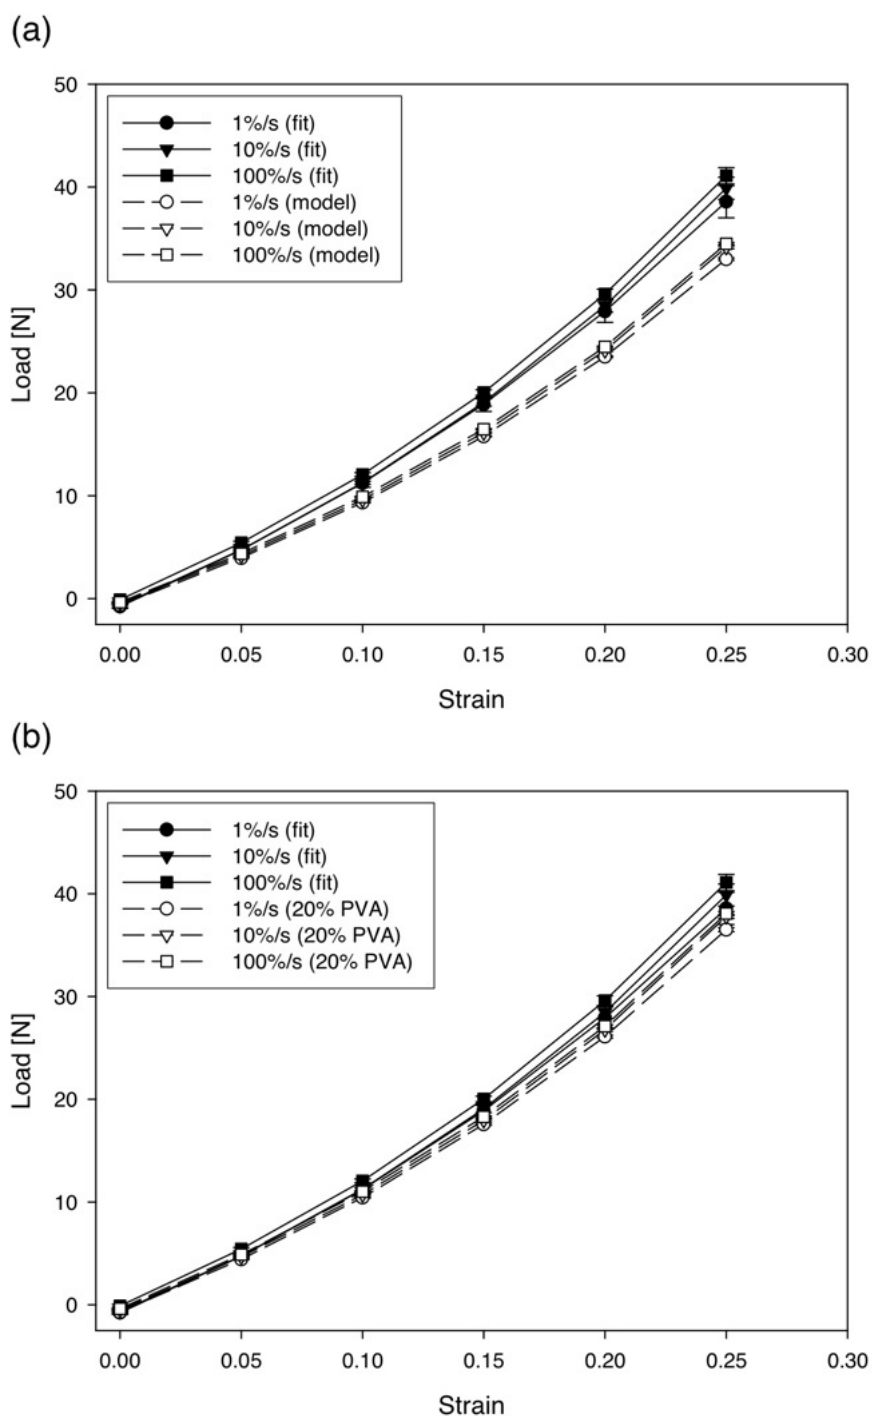 (a)
50
40
30
20
10
0
Load [N]
1%/s (fit)
10%/s (fit)
100%/s (fit)
1%/s (model)
10%/s (model)
100%/s (model)
0.00 0.05 0.10 0.15 0.20 0.25 0.30
Strain
(b)
50
40
30
20
10
0
Load [N]
1%/s (fit)
10%/s (fit)
100%/s (fit)
1%/s (20% PVA)
10%/s (20% PVA)
100%/s (20% PVA)
0.00 0.05 0.10 0.15 0.20 0.25 0.30
Strain